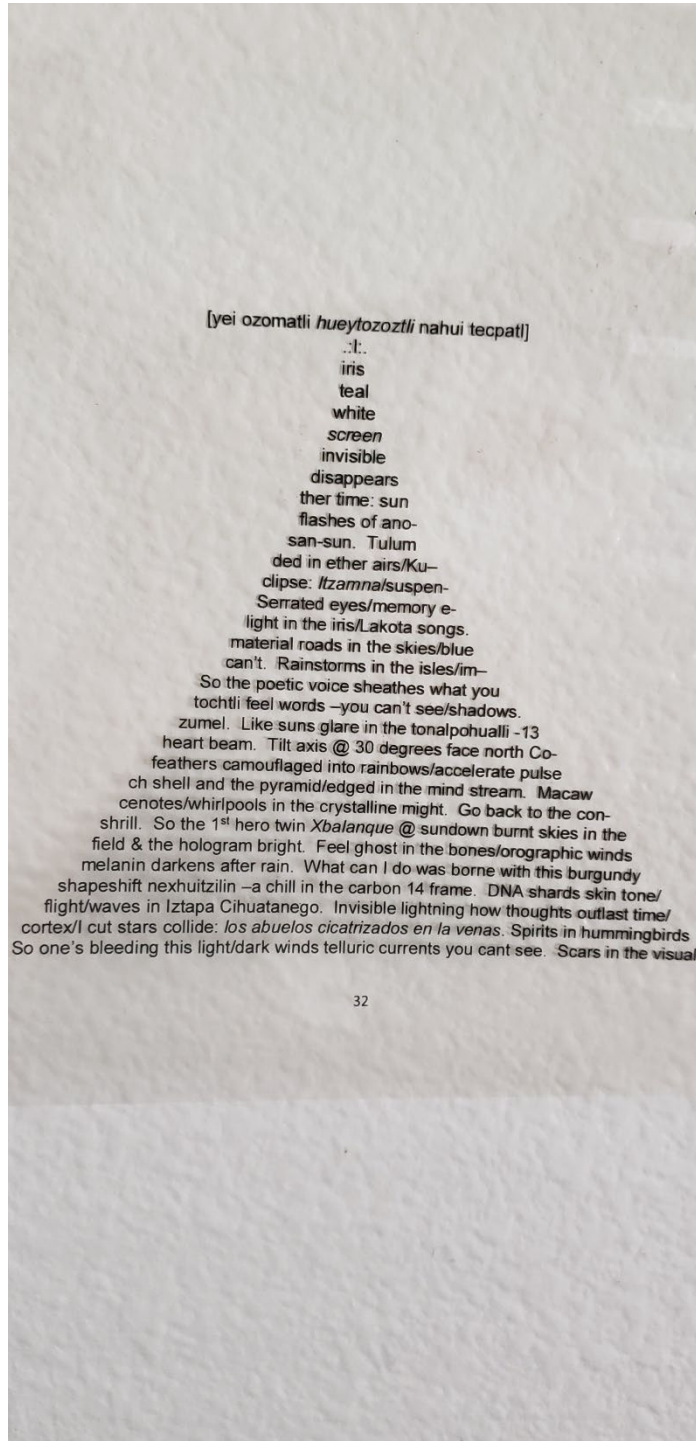 [yei ozomatli hueytozoztli nahui tecpatl]
.:l:.
iris
teal
white
screen
invisible
disappears
ther time: sun
flashes of ano-
san-sun. Tulum
ded in ether airs/Ku–
clipse: Itzamna/suspen-
Serrated eyes/memory e-
light in the iris/Lakota songs.
material roads in the skies/blue
can't. Rainstorms in the isles/im–
So the poetic voice sheathes what you
tochtli feel words –you can't see/shadows.
zumel. Like suns glare in the tonalpohualli -13
heart beam. Tilt axis @ 30 degrees face north Co-
feathers camouflaged into rainbows/accelerate pulse
ch shell and the pyramid/edged in the mind stream. Macaw
cenotes/whirlpools in the crystalline might. Go back to the con-
shrill. So the 1st hero twin Xbalanque @ sundown burnt skies in the
field & the hologram bright. Feel ghost in the bones/orographic winds
melanin darkens after rain. What can I do was borne with this burgundy
shapeshift nexhuitzilin –a chill in the carbon 14 frame. DNA shards skin tone/
flight/waves in Iztapa Cihuatanego. Invisible lightning how thoughts outlast time/
cortex/I cut stars collide: los abuelos cicatrizados en la venas. Spirits in hummingbirds
So one's bleeding this light/dark winds telluric currents you cant see. Scars in the visual
32